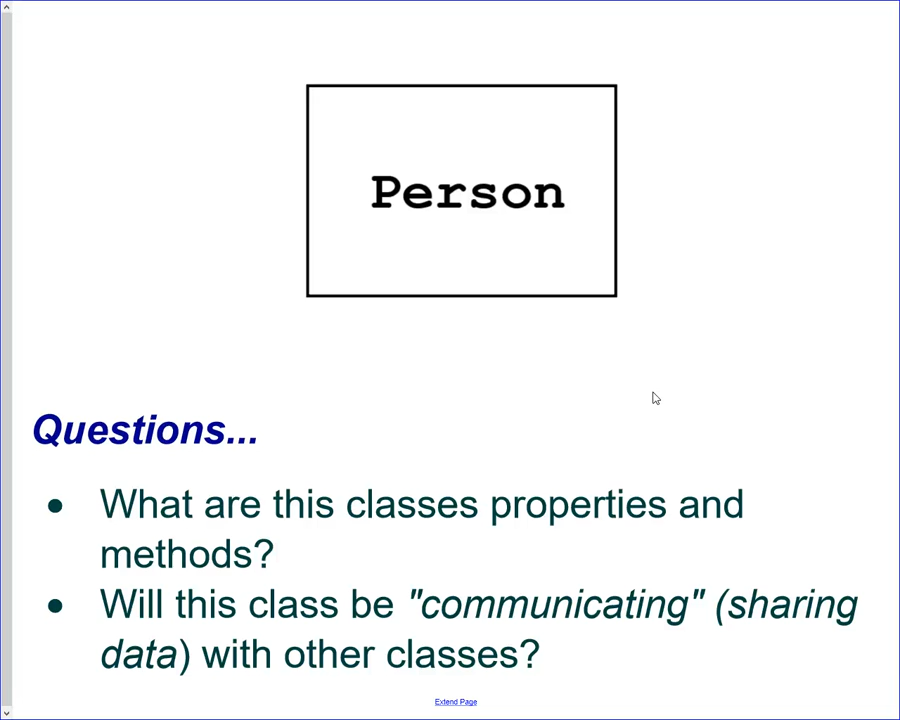 Person
Questions...
• What are this classes properties and
methods?
• Will this class be "communicating" (sharing
data) with other classes?
Extend Page